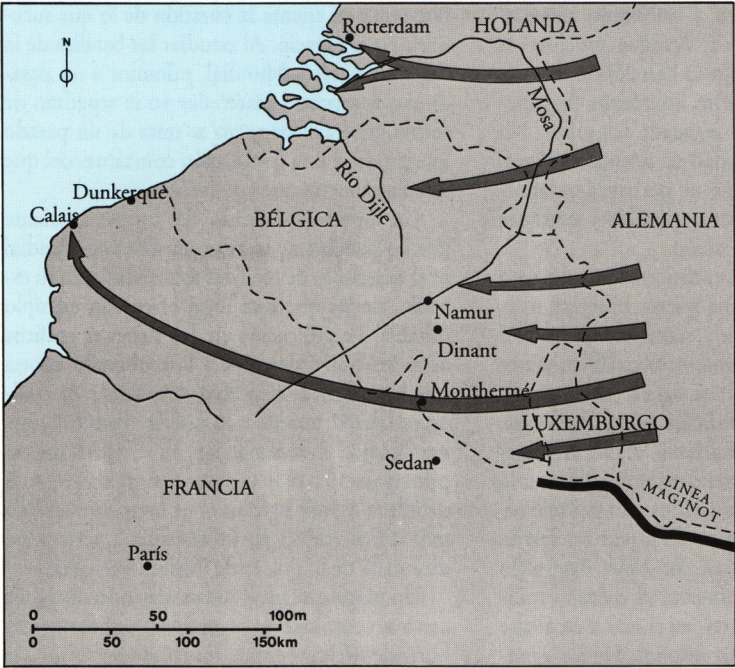 Rotterdam
HOLANDA
N
Mosa
Río Dijle
Dunkerque
Calais
BÉLGICA
ALEMANIA
Namur
Dinant
Monthermé
LUXEMBURGO
Sedan
FRANCIA
LINEA
MAGINOT
París
0 50 100m
0 50 100 150km